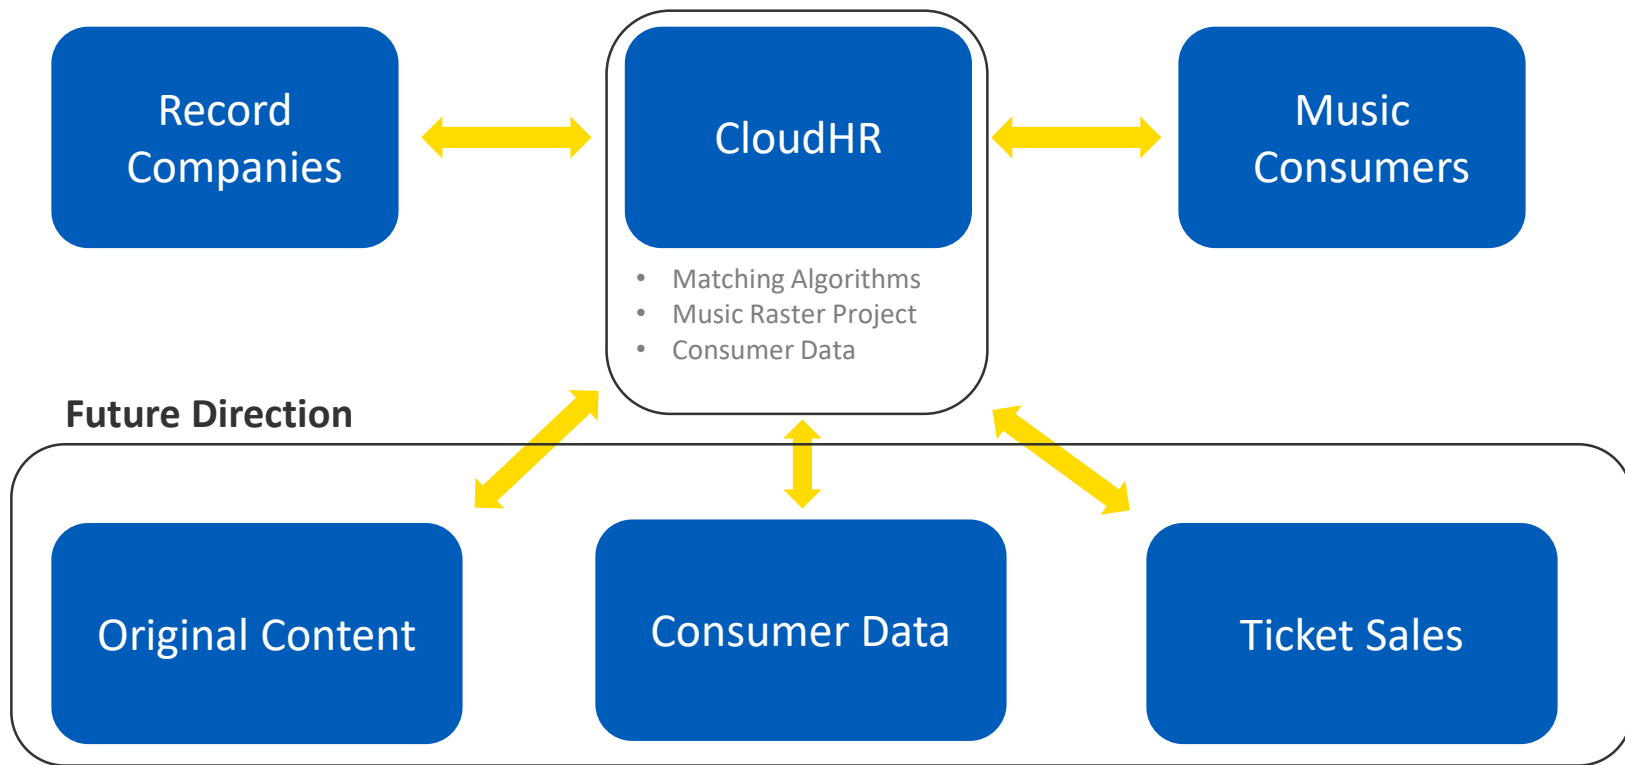 Record
Companies
CloudHR
Music
Consumers
• Matching Algorithms
• Music Raster Project
• Consumer Data
Future Direction
Original Content
Consumer Data
Ticket Sales